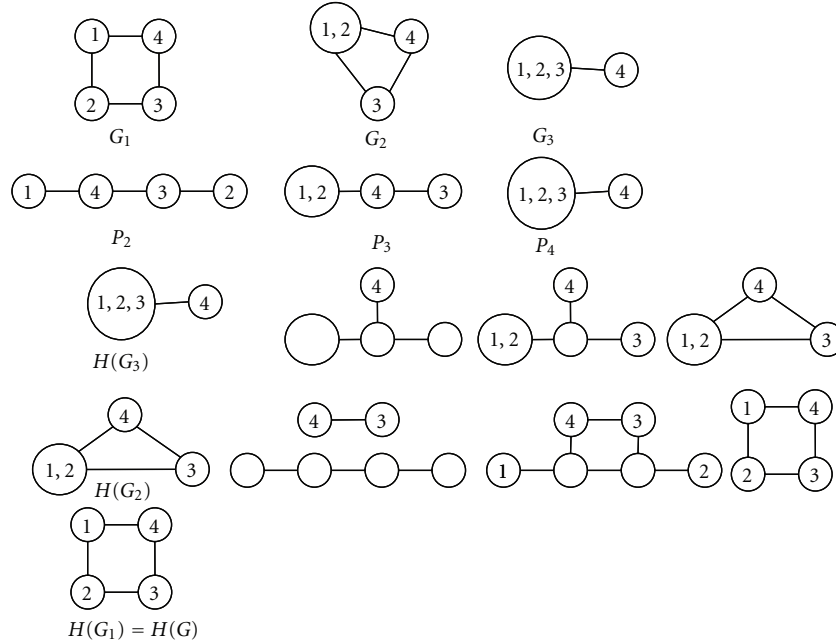 1 4 1, 2 4
1, 2, 3 4
2 3 3
G1 G2 G3
1 4 3 2 1, 2 4 3 1, 2, 3 4
P2 P3 P4
4 4 4
1, 2, 3 4
1, 2 3 1, 2 3
H(G3)
4 4 3 4 3 1 4
1, 2 3 1 2 2 3
H(G2)
1 4
2 3
H(G1) = H(G)